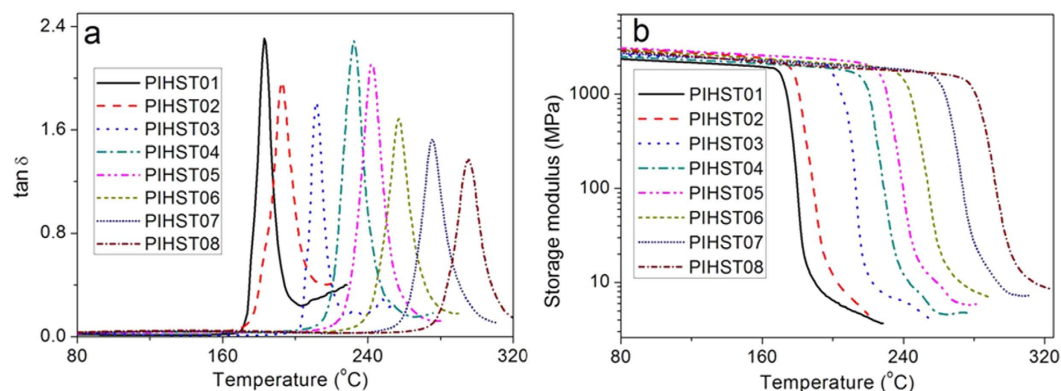 a
2.4
1.6
0.8
0.0
tan δ
PIHST01
PIHST02
PIHST03
PIHST04
PIHST05
PIHST06
PIHST07
PIHST08
80 160 240 320
Temperature (°C)
b
1000
100
10
Storage modulus (MPa)
PIHST01
PIHST02
PIHST03
PIHST04
PIHST05
PIHST06
PIHST07
PIHST08
80 160 240 320
Temperature (°C)